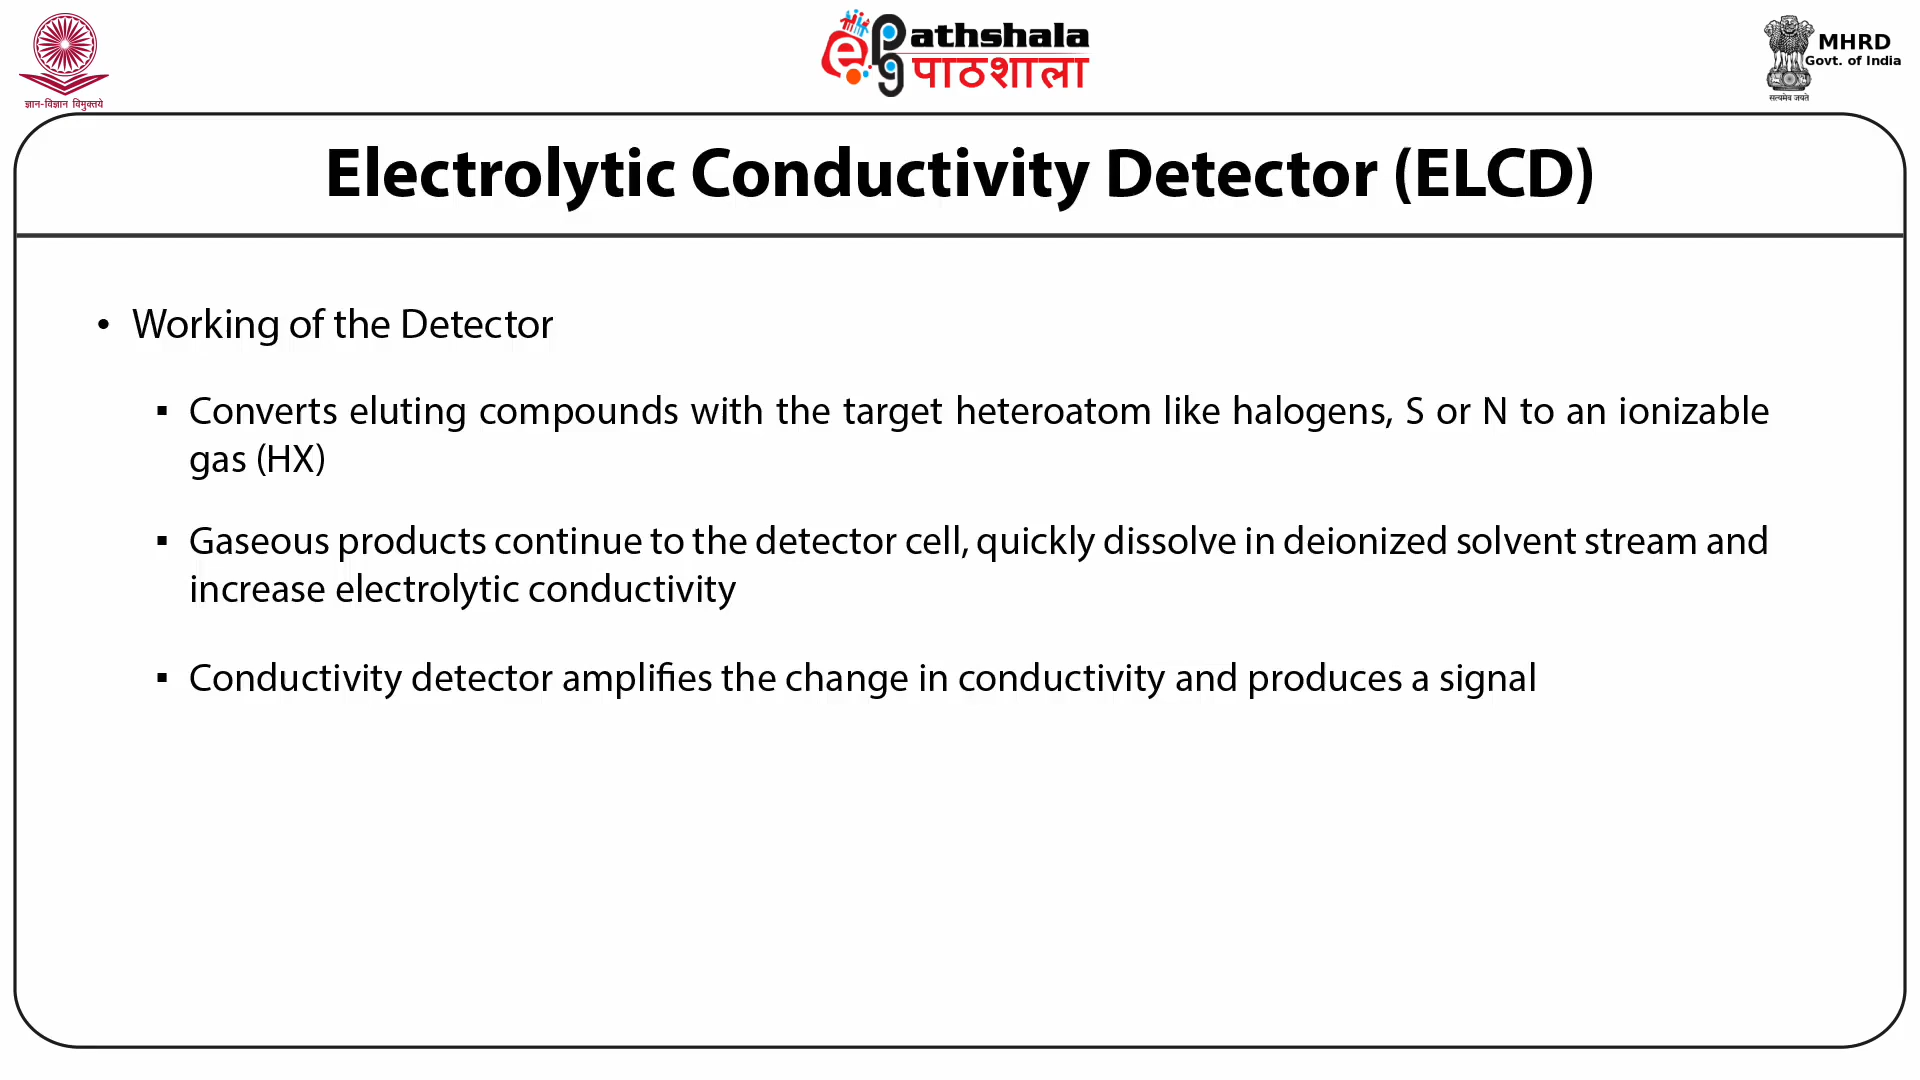 ज्ञान-विज्ञान विमुक्तये
ePg
athshala
पाठशाला
MHRD
Govt. of India
सत्यमेव जयते
Electrolytic Conductivity Detector (ELCD)
• Working of the Detector
▪ Converts eluting compounds with the target heteroatom like halogens, S or N to an ionizable
gas (HX)
▪ Gaseous products continue to the detector cell, quickly dissolve in deionized solvent stream and
increase electrolytic conductivity
▪ Conductivity detector amplifies the change in conductivity and produces a signal